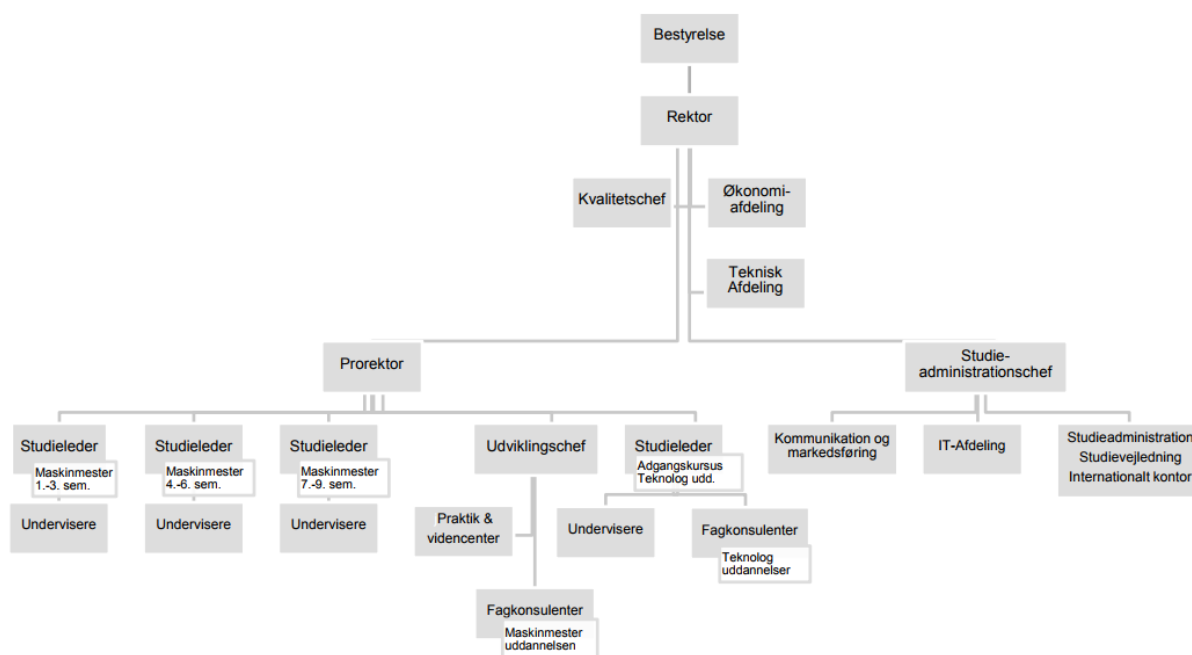 Bestyrelse
Rektor
Kvalitetschef
Økonomi-
afdeling
Teknisk
Afdeling
Prorektor
Studie-
administrationschef
Studieleder
Maskinmester
1.-3. sem.
Undervisere
Studieleder
Maskinmester
4.-6. sem.
Undervisere
Studieleder
Maskinmester
7.-9. sem.
Undervisere
Udviklingschef
Praktik &
videncenter
Fagkonsulenter
Maskinmester
uddannelsen
Studieleder
Adgangskursus
Teknolog udd.
Undervisere
Fagkonsulenter
Teknolog
uddannelser
Kommunikation og
markedsføring
IT-Afdeling
Studieadministration
Studievejledning
Internationalt kontor